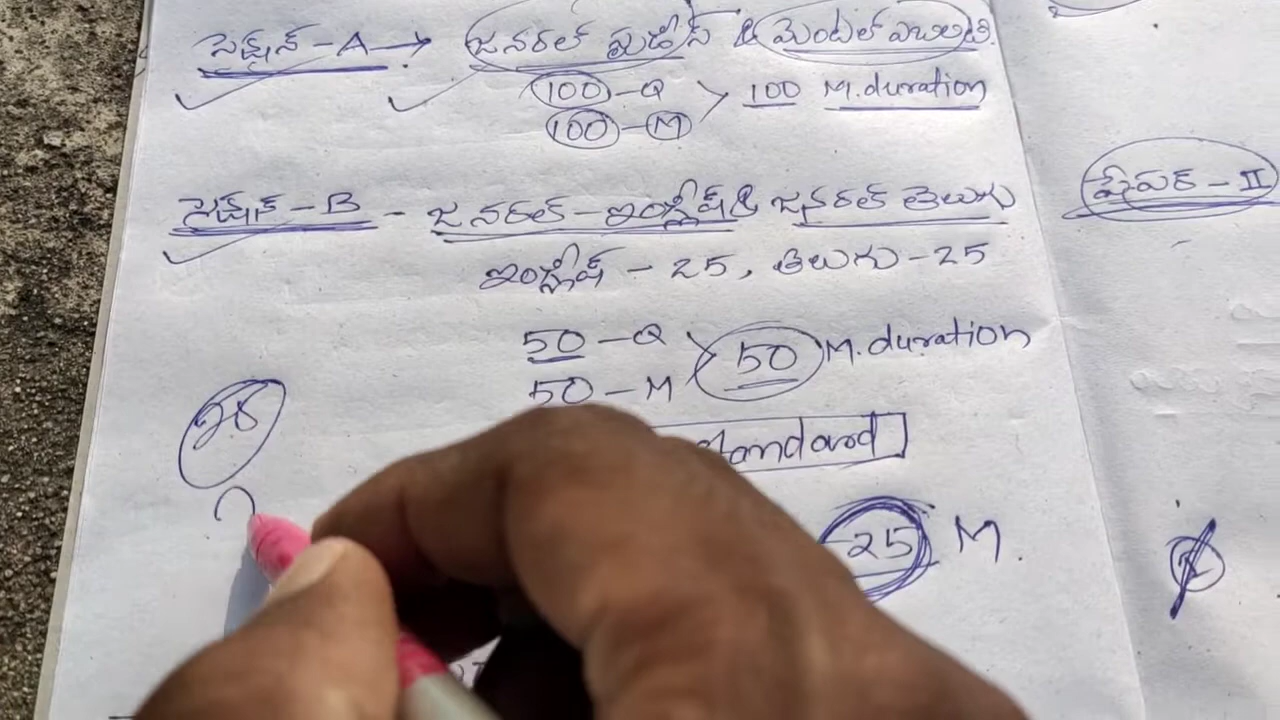 సెక్షన్ - A → జనరల్ స్టడీస్ & మెంటల్ ఎబిలిటి.
100 - Q
100 - M
100 M. duration
సెక్షన్ - B - జనరల్ - ఇంగ్లీష్ & జనరల్ తెలుగు
ఇంగ్లీష్ - 25, తెలుగు - 25
50 - Q
50 - M
50 M. duration
standard
25 M.
పేపర్ - II